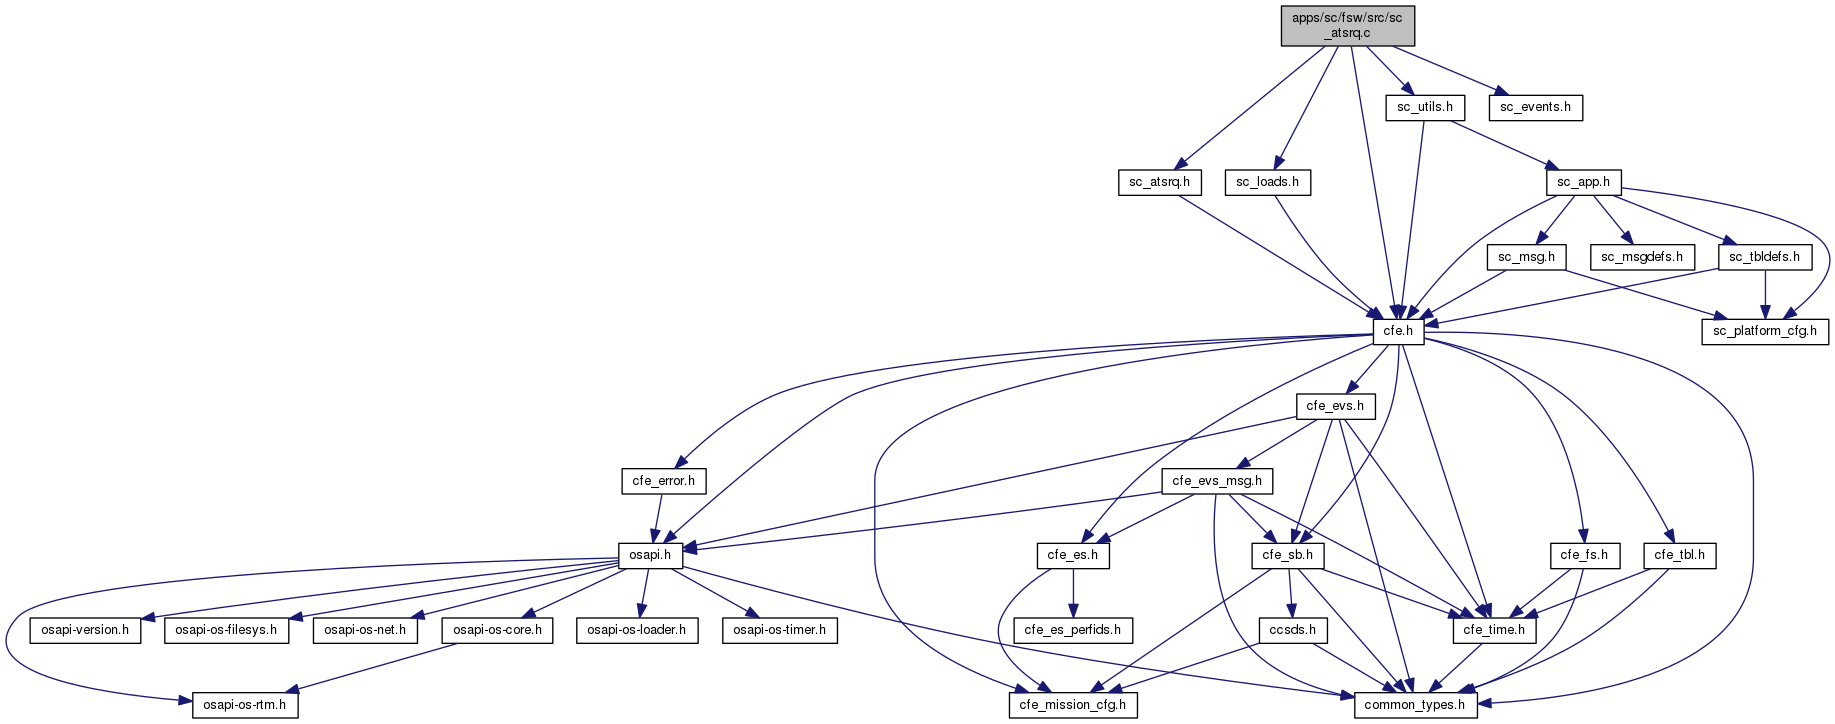 apps/sc/fsw/src/sc
_atsrq.c
sc_utils.h
sc_events.h
sc_atsrq.h
sc_loads.h
sc_app.h
sc_msg.h
sc_msgdefs.h
sc_tbldefs.h
cfe.h
sc_platform_cfg.h
cfe_evs.h
cfe_error.h
cfe_evs_msg.h
osapi.h
cfe_es.h
cfe_sb.h
cfe_fs.h
cfe_tbl.h
osapi-version.h
osapi-os-filesys.h
osapi-os-net.h
osapi-os-core.h
osapi-os-loader.h
osapi-os-timer.h
cfe_es_perfids.h
ccsds.h
cfe_time.h
osapi-os-rtm.h
cfe_mission_cfg.h
common_types.h